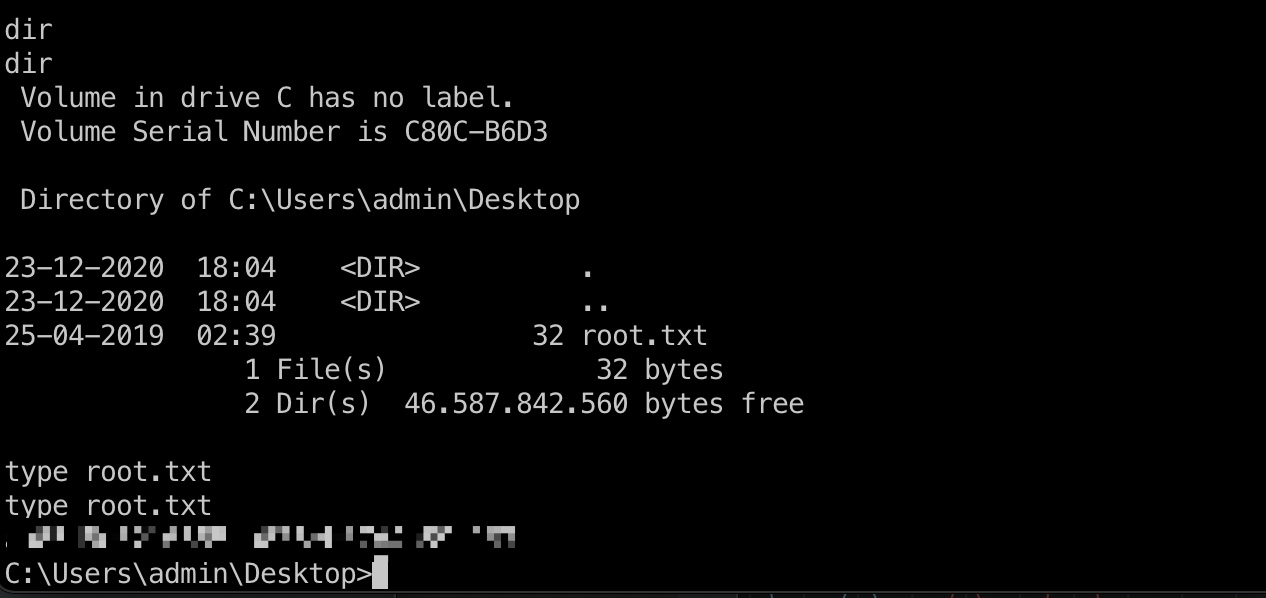 dir
dir
 Volume in drive C has no label.
 Volume Serial Number is C80C-B6D3

 Directory of C:\Users\admin\Desktop

23-12-2020  18:04    <DIR>          .
23-12-2020  18:04    <DIR>          ..
25-04-2019  02:39                32 root.txt
               1 File(s)             32 bytes
               2 Dir(s)  46.587.842.560 bytes free

type root.txt
type root.txt
C:\Users\admin\Desktop>